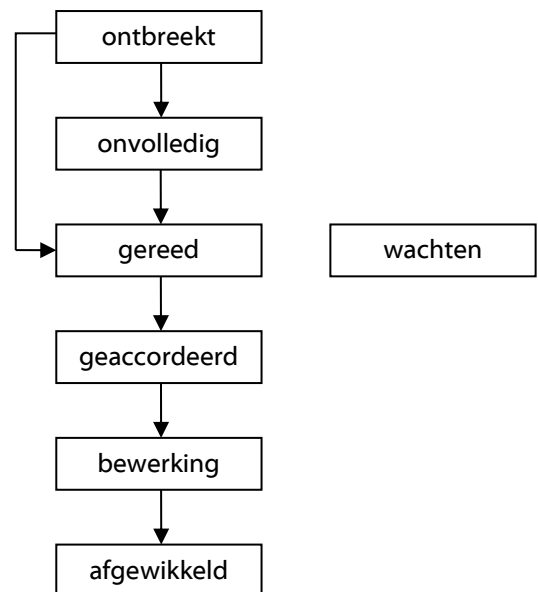 ontbreekt
onvolledig
gereed
wachten
geaccordeerd
bewerking
afgewikkeld